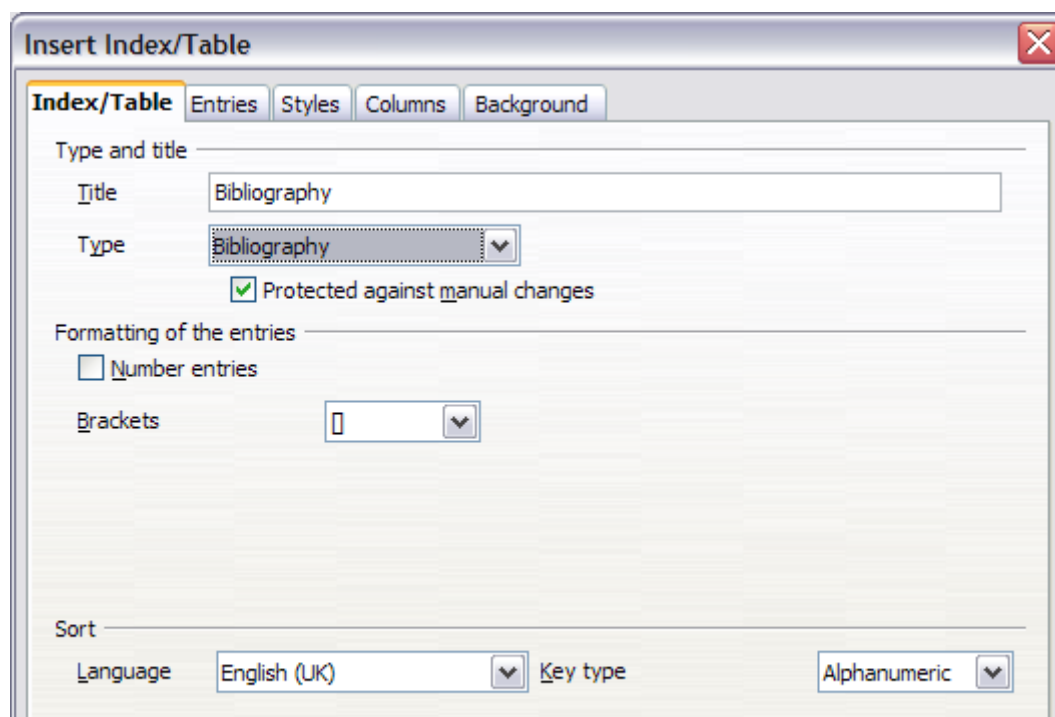 Insert Index/Table
Index/Table Entries Styles Columns Background
Type and title
Title Bibliography
Type Bibliography
Protected against manual changes
Formatting of the entries
Number entries
Brackets []
Sort
Language English (UK) Key type Alphanumeric